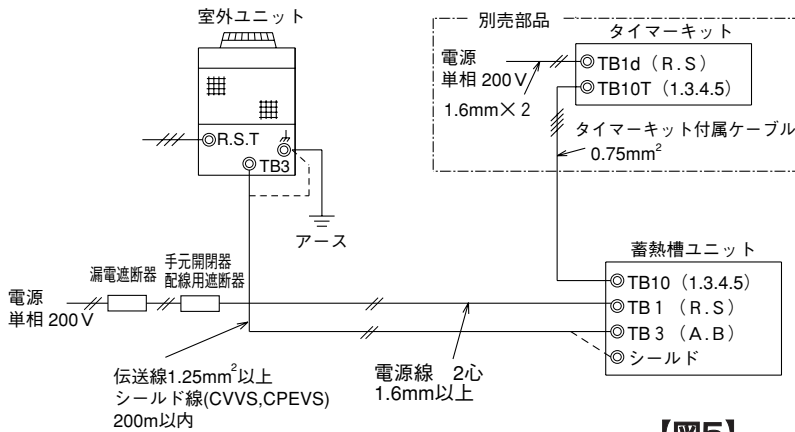 室外ユニット
R.S.T
TB3
アース
別売部品
タイマーキット
電源
単相 200V
TB1d（R.S）
TB10T（1.3.4.5）
1.6mm×2
タイマーキット付属ケーブル
0.75mm²
漏電遮断器
手元開閉器
配線用遮断器
電源
単相 200V
蓄熱槽ユニット
TB10（1.3.4.5）
TB1（R.S）
TB3（A.B）
シールド
伝送線1.25mm²以上
シールド線(CVVS,CPEVS)
200m以内
電源線 2心
1.6mm以上
【図5】